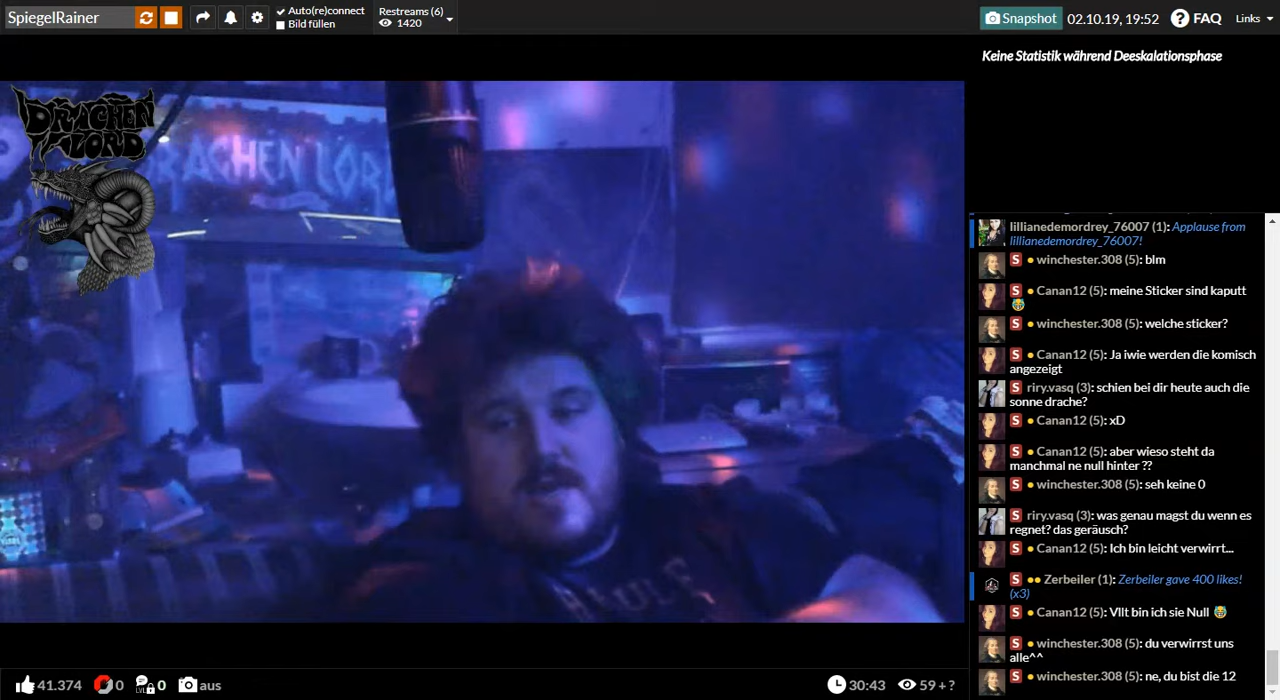 SpiegelRainer
Auto(re)connect
Bild füllen
Restreams (6)
1420
Snapshot
02.10.19, 19:52
FAQ
Links
Keine Statistik während Deeskalationsphase
DRACHEN
LORD
DRACHEN LORD
lillianedemordrey_76007 (1): Applause from
lillianedemordrey_76007!
S winchester.308 (5): blm
S Canan12 (5): meine Sticker sind kaputt
S winchester.308 (5): welche sticker?
S Canan12 (5): Ja iwie werden die komisch
angezeigt
S riry.vasq (3): schien bei dir heute auch die
sonne drache?
S Canan12 (5): xD
S Canan12 (5): aber wieso steht da
manchmal ne null hinter ??
S winchester.308 (5): seh keine 0
S riry.vasq (3): was genau magst du wenn es
regnet? das geräusch?
S Canan12 (5): Ich bin leicht verwirrt...
S Zerbeiler (1): Zerbeiler gave 400 likes!
(x3)
S Canan12 (5): Vllt bin ich sie Null
S winchester.308 (5): du verwirrst uns
alle^^
S winchester.308 (5): ne, du bist die 12
41.374
0
0
aus
30:43
59 + ?